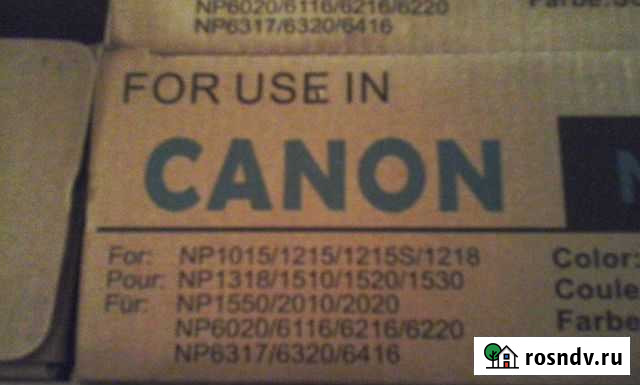 NP6020/6116/6216/6220
NP6317/6320/6416
FOR USE IN
CANON
For: NP1015/1215/1215S/1218
Pour: NP1318/1510/1520/1530
Für: NP1550/2010/2020
NP6020/6116/6216/6220
NP6317/6320/6416
Color:
Coule
Farbe
rosndv.ru